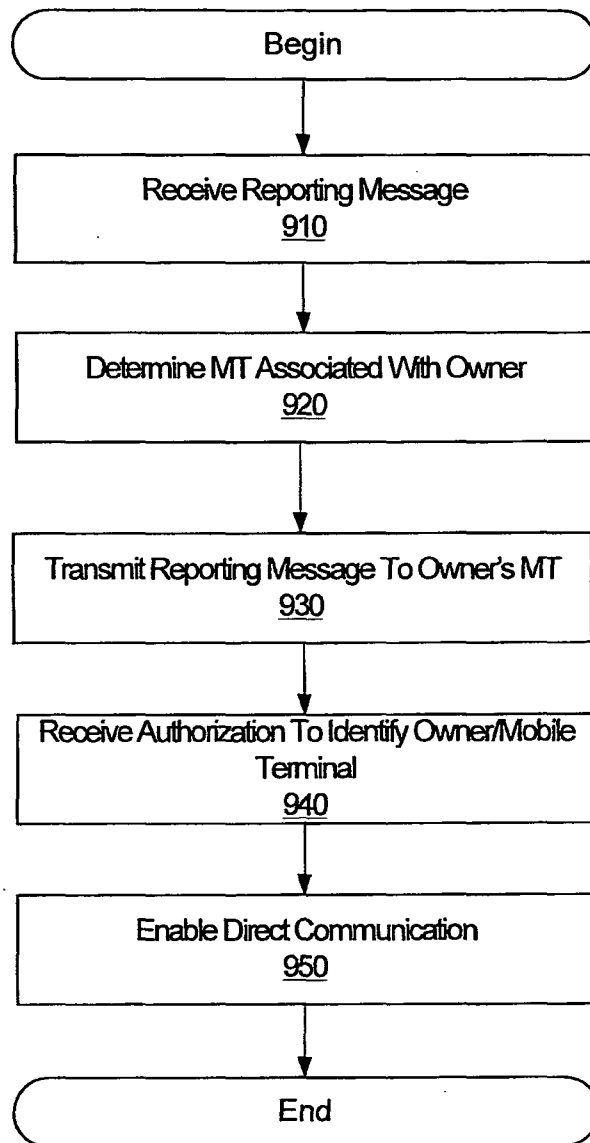 Begin
Receive Reporting Message
910
Determine MT Associated With Owner
920
Transmit Reporting Message To Owner's MT
930
Receive Authorization To Identify Owner/Mobile
Terminal
940
Enable Direct Communication
950
End